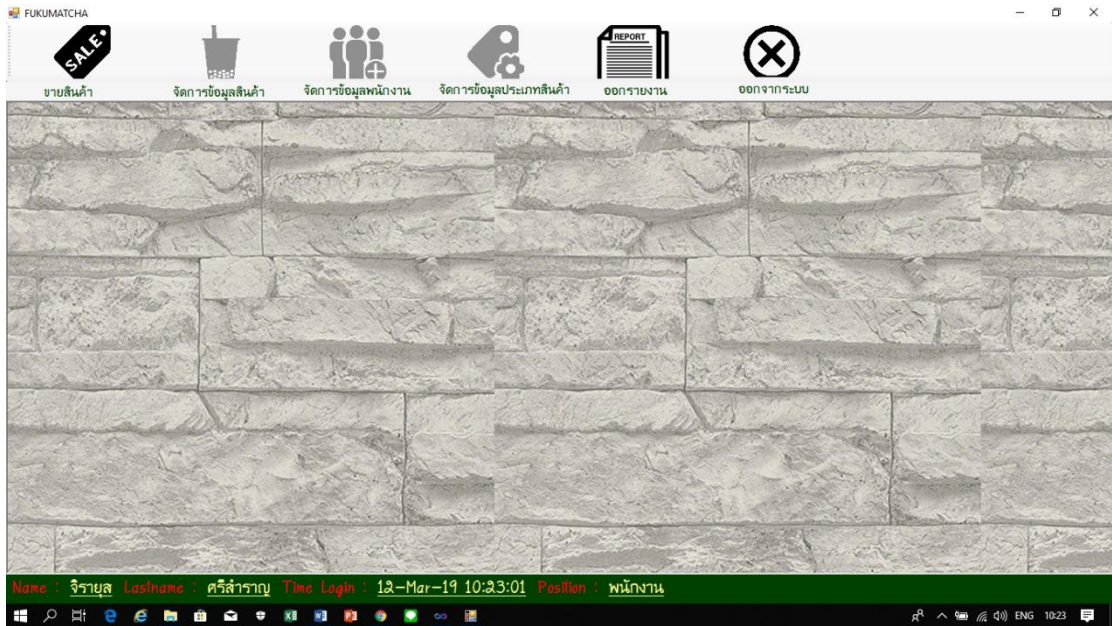 FUKUMATCHA
SALE
REPORT
ขายสินค้า จัดการข้อมูลสินค้า จัดการข้อมูลพนักงาน จัดการข้อมูลประเภทสินค้า ออกรายงาน ออกจากระบบ
Name : จิรายุส Lastname : ศรีสำราญ Time Login : 12-Mar-19 10:23:01 Position : พนักงาน
ENG 10:23